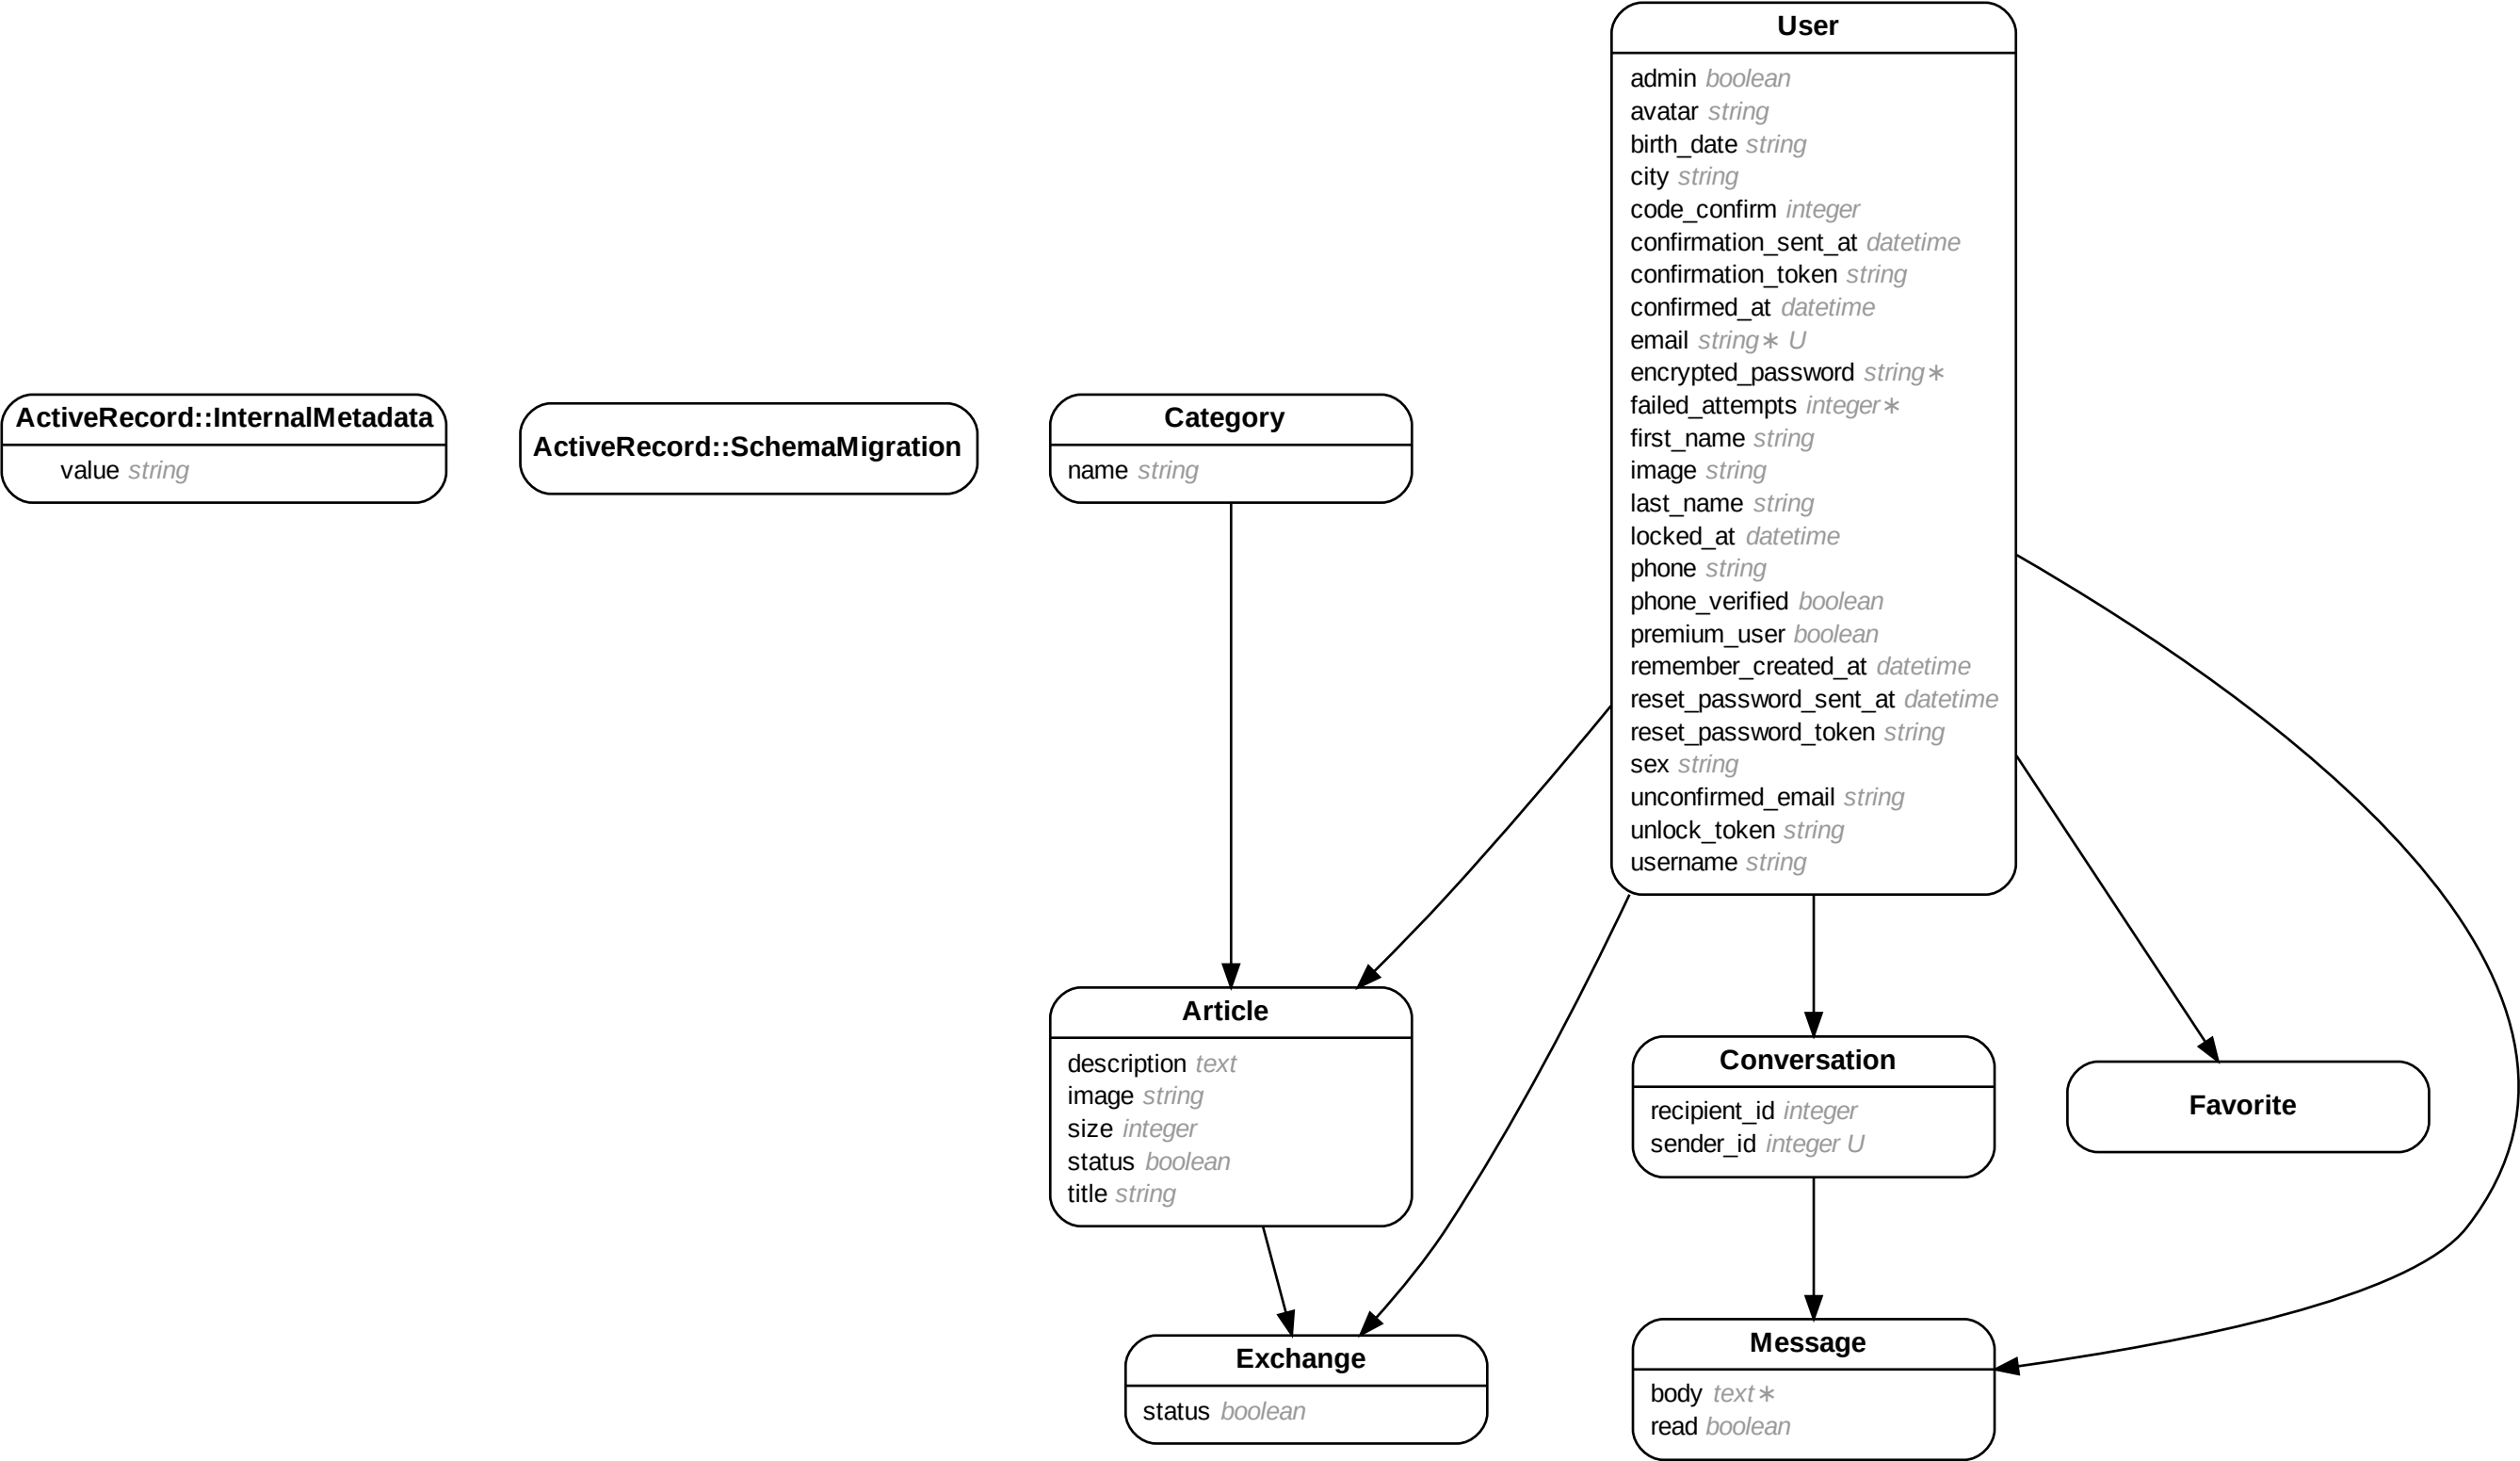 User
admin boolean
avatar string
birth_date string
city string
code_confirm integer
confirmation_sent_at datetime
confirmation_token string
confirmed_at datetime
email string∗ U
encrypted_password string∗
failed_attempts integer∗
first_name string
image string
last_name string
locked_at datetime
phone string
phone_verified boolean
premium_user boolean
remember_created_at datetime
reset_password_sent_at datetime
reset_password_token string
sex string
unconfirmed_email string
unlock_token string
username string
ActiveRecord::InternalMetadata
value string
ActiveRecord::SchemaMigration
Category
name string
Article
description text
image string
size integer
status boolean
title string
Conversation
recipient_id integer
sender_id integer U
Favorite
Exchange
status boolean
Message
body text∗
read boolean